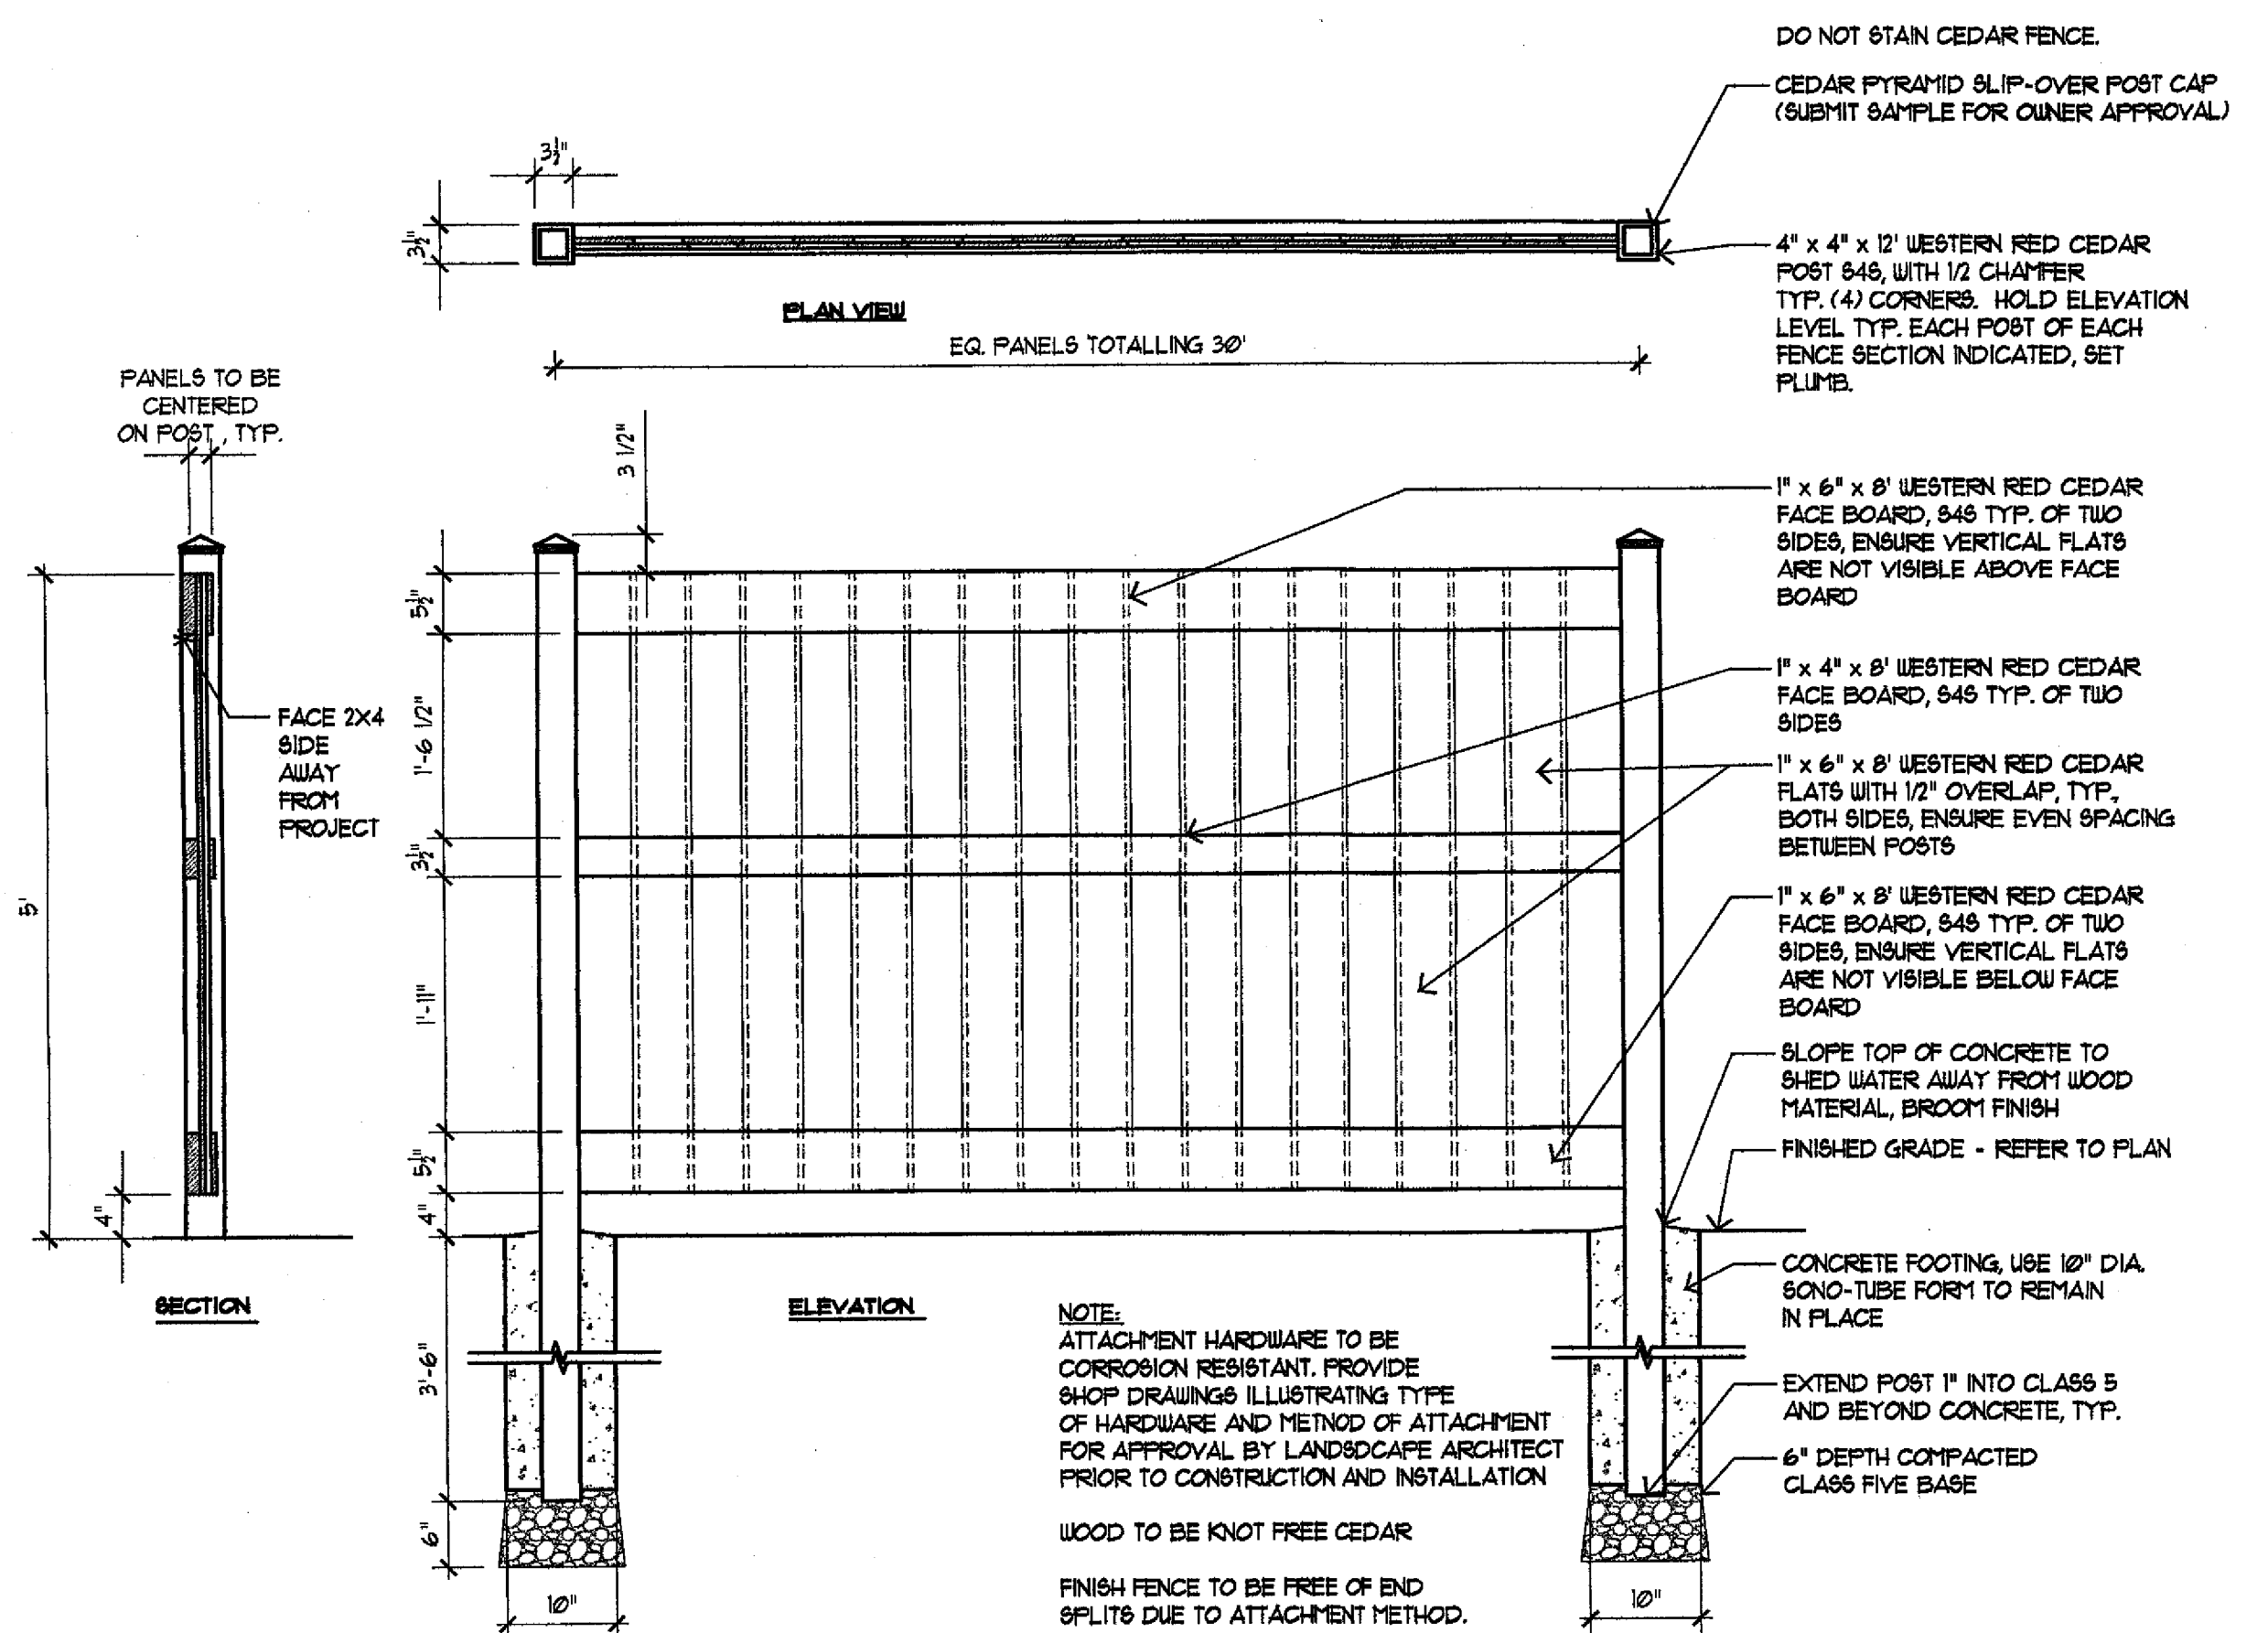 DO NOT STAIN CEDAR FENCE.
CEDAR PYRAMID SLIP-OVER POST CAP
(SUBMIT SAMPLE FOR OWNER APPROVAL)
3½"
3½"
PLAN VIEW
4" x 4" x 12' WESTERN RED CEDAR
POST S4S, WITH 1/2 CHAMFER
TYP. (4) CORNERS. HOLD ELEVATION
LEVEL TYP. EACH POST OF EACH
FENCE SECTION INDICATED, SET
PLUMB.
EQ. PANELS TOTALLING 30'
PANELS TO BE
CENTERED
ON POST, TYP.
3 1/2"
1" x 6" x 8' WESTERN RED CEDAR
FACE BOARD, S4S TYP. OF TWO
SIDES, ENSURE VERTICAL FLATS
ARE NOT VISIBLE ABOVE FACE
BOARD
5½"
1" x 4" x 8' WESTERN RED CEDAR
FACE BOARD, S4S TYP. OF TWO
SIDES
FACE 2X4
SIDE
AWAY
FROM
PROJECT
1'-6 1/2"
1" x 6" x 8' WESTERN RED CEDAR
FLATS WITH 1/2" OVERLAP, TYP.,
BOTH SIDES, ENSURE EVEN SPACING
BETWEEN POSTS
3½"
5'
1" x 6" x 8' WESTERN RED CEDAR
FACE BOARD, S4S TYP. OF TWO
SIDES, ENSURE VERTICAL FLATS
ARE NOT VISIBLE BELOW FACE
BOARD
1'-11"
SLOPE TOP OF CONCRETE TO
SHED WATER AWAY FROM WOOD
MATERIAL, BROOM FINISH
5½"
FINISHED GRADE - REFER TO PLAN
4"
4"
CONCRETE FOOTING, USE 10" DIA.
SONO-TUBE FORM TO REMAIN
IN PLACE
SECTION
ELEVATION
3'-6"
NOTE:
ATTACHMENT HARDWARE TO BE
CORROSION RESISTANT. PROVIDE
SHOP DRAWINGS ILLUSTRATING TYPE
OF HARDWARE AND METNOD OF ATTACHMENT
FOR APPROVAL BY LANDSDCAPE ARCHITECT
PRIOR TO CONSTRUCTION AND INSTALLATION
EXTEND POST 1" INTO CLASS 5
AND BEYOND CONCRETE, TYP.
6" DEPTH COMPACTED
CLASS FIVE BASE
6"
WOOD TO BE KNOT FREE CEDAR
FINISH FENCE TO BE FREE OF END
SPLITS DUE TO ATTACHMENT METHOD.
10"
10"